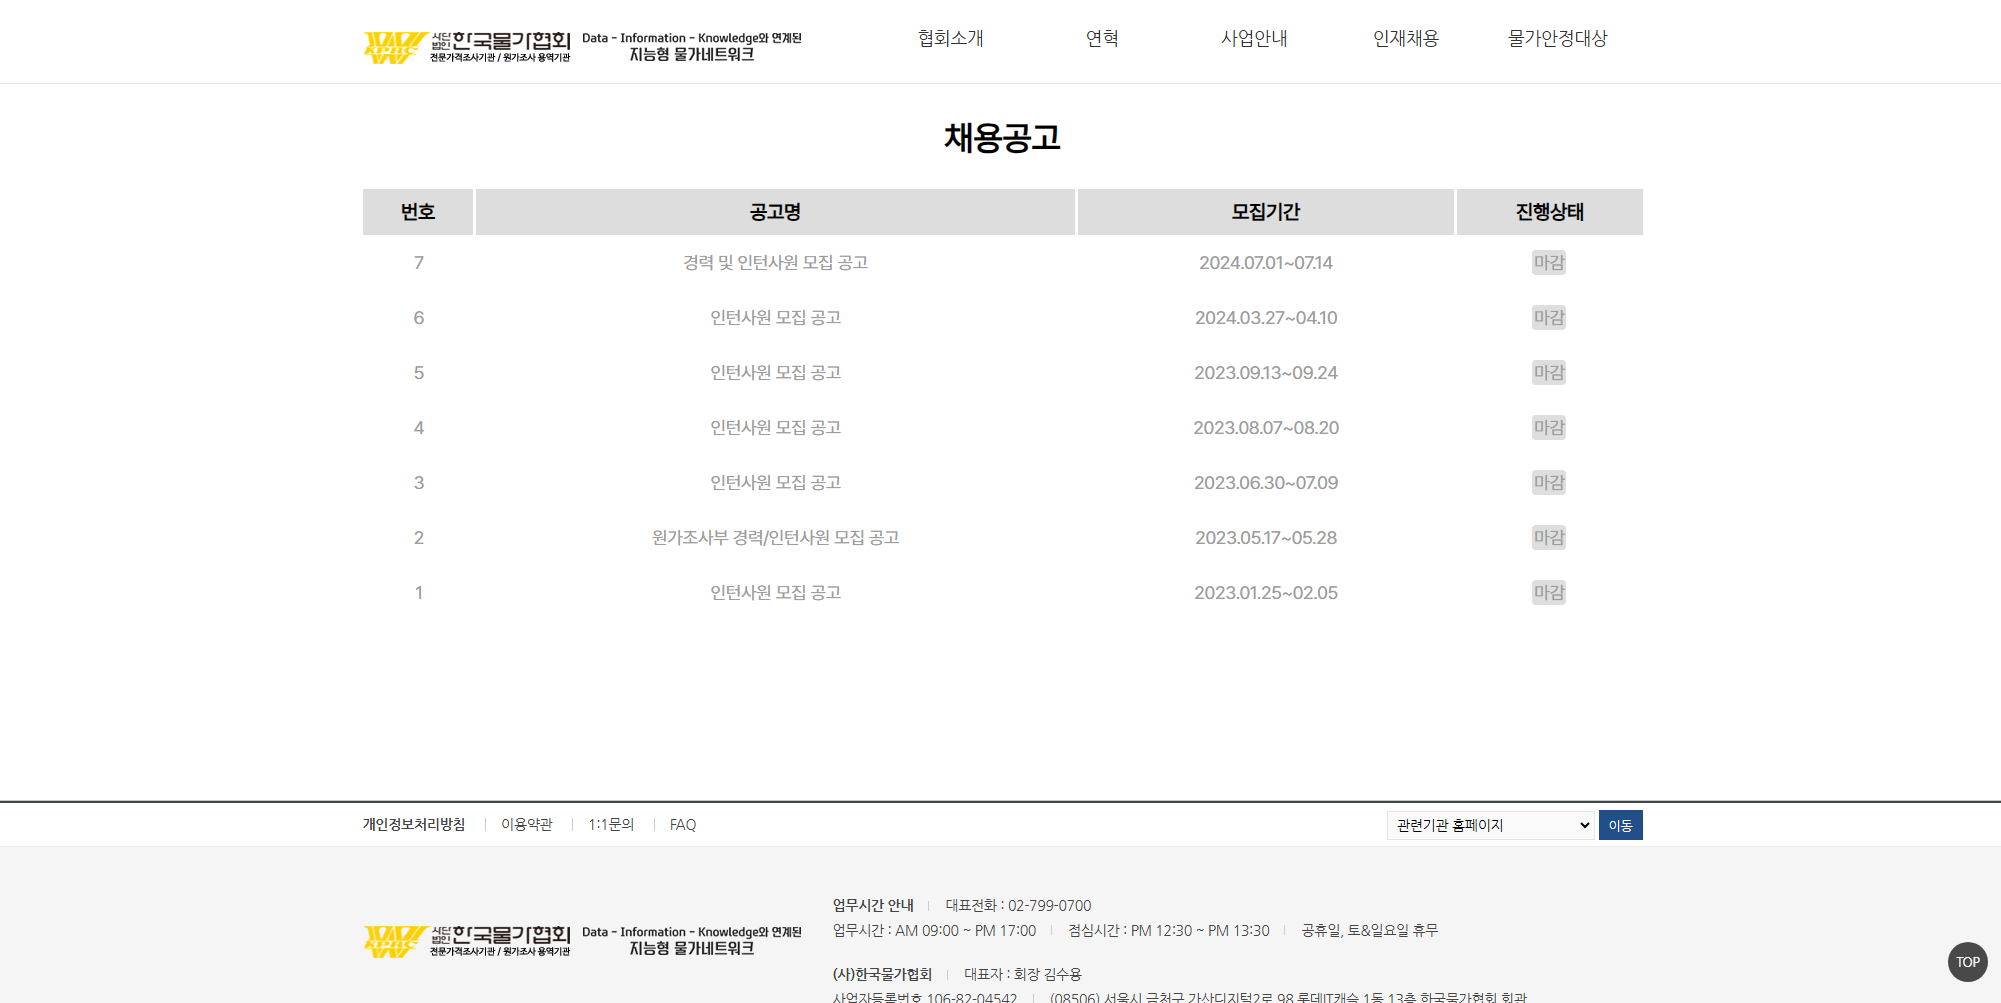 KPRC 사단법인 한국물가협회 Data - Information - Knowledge와 연계된
전문가격조사기관 / 원가조사 용역기관 지능형 물가네트워크
협회소개 연혁 사업안내 인재채용 물가안정대상
채용공고
번호 공고명 모집기간 진행상태
7 경력 및 인턴사원 모집 공고 2024.07.01~07.14 마감
6 인턴사원 모집 공고 2024.03.27~04.10 마감
5 인턴사원 모집 공고 2023.09.13~09.24 마감
4 인턴사원 모집 공고 2023.08.07~08.20 마감
3 인턴사원 모집 공고 2023.06.30~07.09 마감
2 원가조사부 경력/인턴사원 모집 공고 2023.05.17~05.28 마감
1 인턴사원 모집 공고 2023.01.25~02.05 마감
개인정보처리방침 이용약관 1:1문의 FAQ 관련기관 홈페이지 이동
업무시간 안내 대표전화 : 02-799-0700
업무시간 : AM 09:00 ~ PM 17:00 점심시간 : PM 12:30 ~ PM 13:30 공휴일, 토&일요일 휴무
KPRC 사단법인 한국물가협회 Data - Information - Knowledge와 연계된
전문가격조사기관 / 원가조사 용역기관 지능형 물가네트워크
(사)한국물가협회 대표자 : 회장 김수용
사업자등록번호 106-82-04542 (08506) 서울시 금천구 가산디지털2로 98 롯데IT캐슬 1동 13층 한국물가협회 회관
TOP